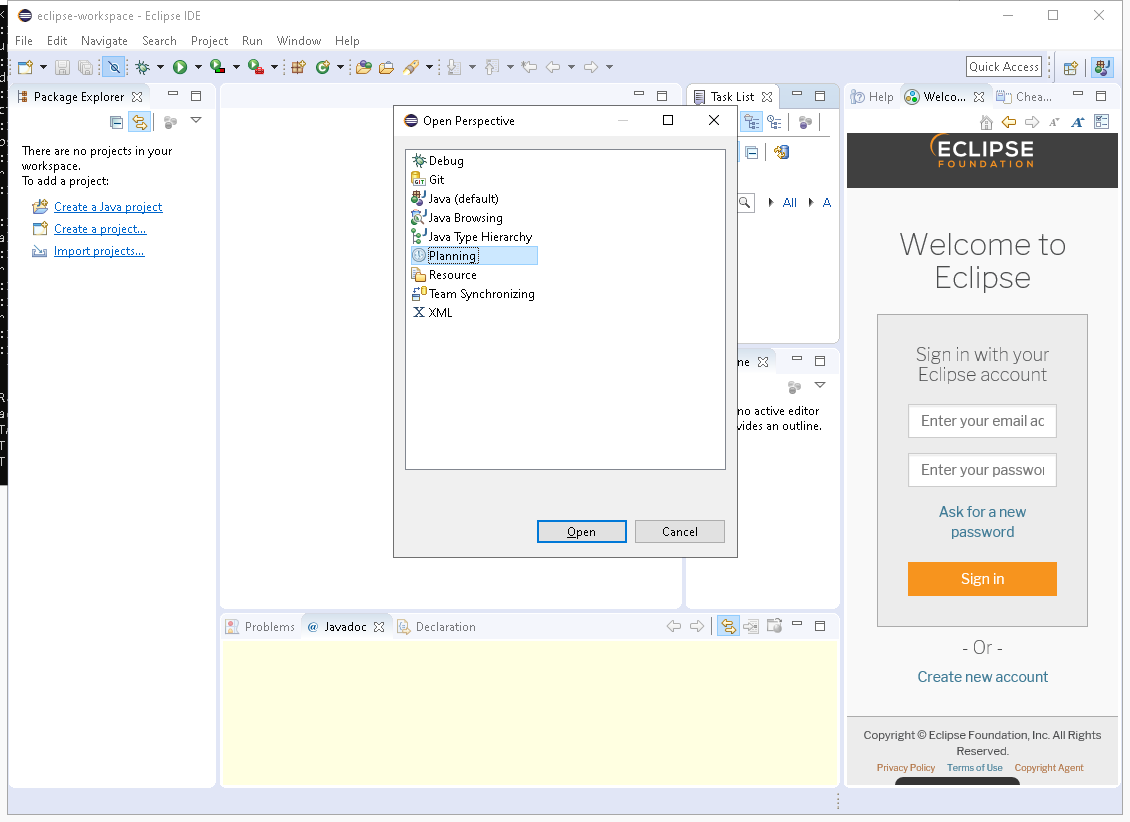 eclipse-workspace - Eclipse IDE
File Edit Navigate Search Project Run Window Help
Quick Access
Package Explorer
There are no projects in your
workspace.
To add a project:
Create a Java project
Create a project...
Import projects...
Open Perspective
Debug
Git
Java (default)
Java Browsing
Java Type Hierarchy
Planning
Resource
Team Synchronizing
XML
Open Cancel
Task List
All A
ne
no active editor
vides an outline.
Problems @ Javadoc Declaration
Help Welco... Chea...
ECLIPSE
FOUNDATION
Welcome to
Eclipse
Sign in with your
Eclipse account
Enter your email ac
Enter your passwor
Ask for a new
password
Sign in
- Or -
Create new account
Copyright © Eclipse Foundation, Inc. All Rights
Reserved.
Privacy Policy Terms of Use Copyright Agent